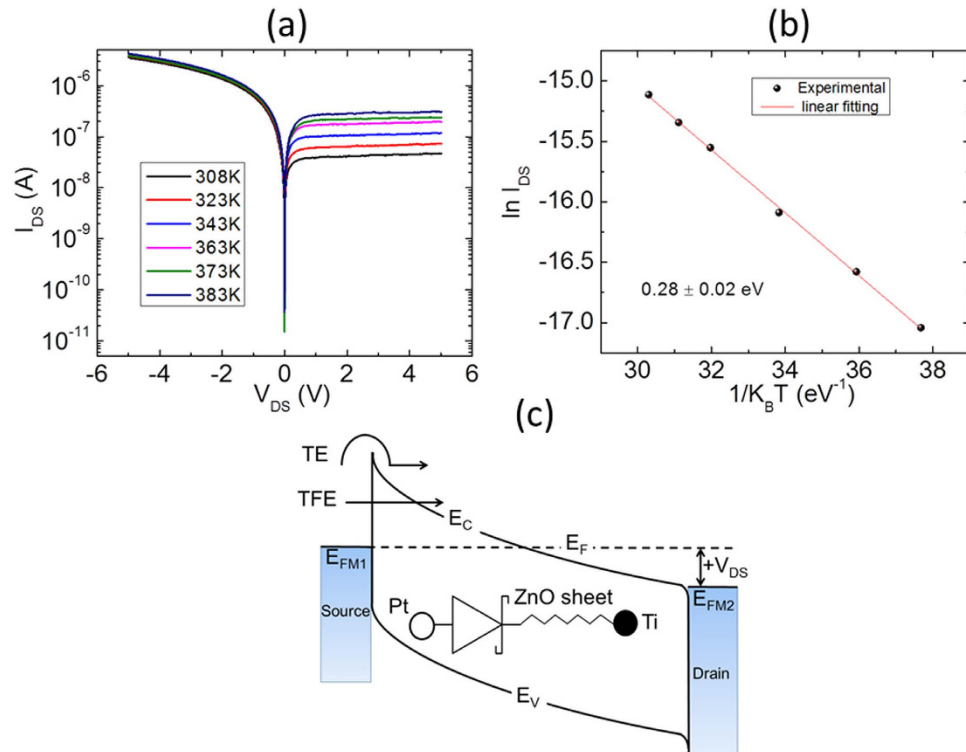 (a)
I_DS (A)
10^-6
10^-7
10^-8
10^-9
10^-10
10^-11
308K
323K
343K
363K
373K
383K
-6 -4 -2 0 2 4 6
V_DS (V)
(b)
ln I_DS
-15.0
-15.5
-16.0
-16.5
-17.0
Experimental
linear fitting
0.28 ± 0.02 eV
30 32 34 36 38
1/K_BT (eV^-1)
(c)
TE
TFE
E_C
E_F
E_FM1
+V_DS
Source
Pt
ZnO sheet
Ti
E_FM2
Drain
E_V